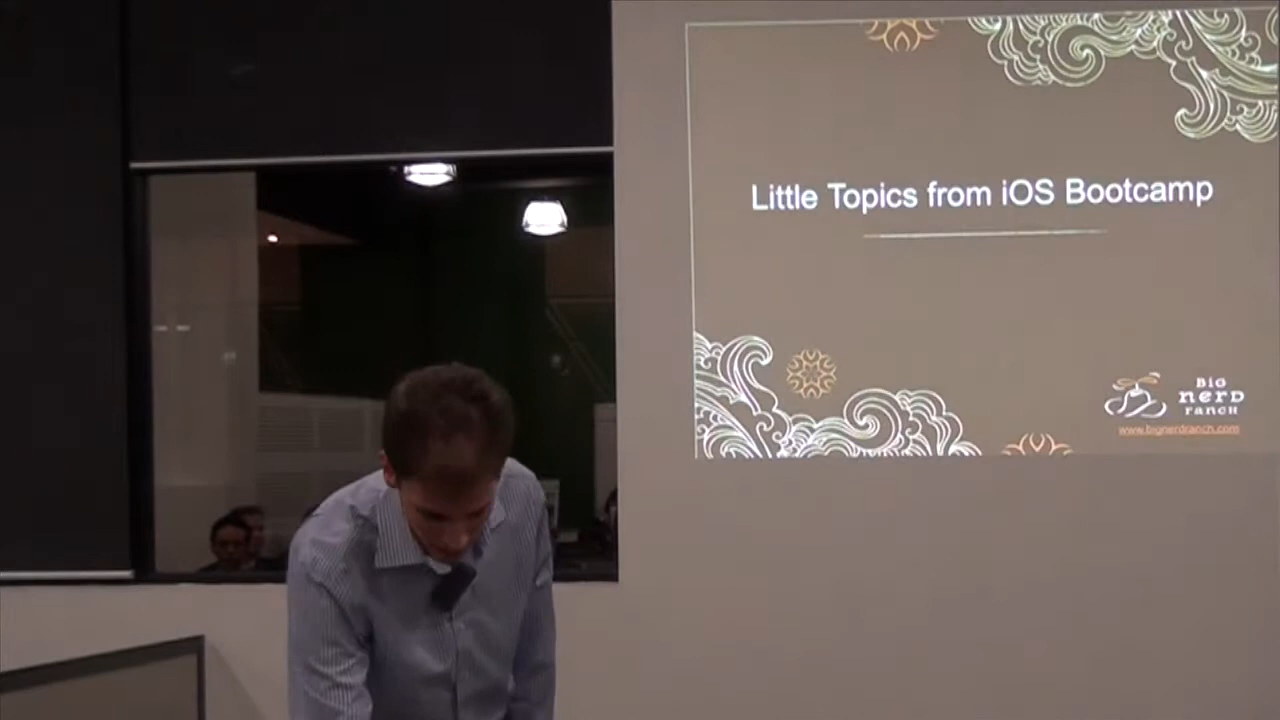 Little Topics from iOS Bootcamp
BIG
nerd
ranch
www.bignerdranch.com